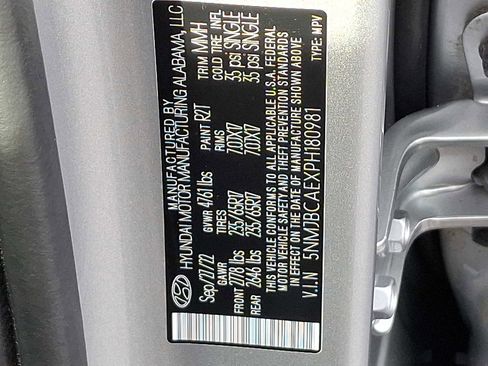 MANUFACTURED BY
HYUNDAI MOTOR MANUFACTURING ALABAMA, LLC
Sep/27/22 GVWR 4761 lbs PAINT R2T TRIM MMH
GAWR TIRES RIMS COLD TIRE INFL
FRONT 2778 lbs 235/65R17 7.0JX17 35 psi SINGLE
REAR 2646 lbs 235/65R17 7.0JX17 35 psi SINGLE
THIS VEHICLE CONFORMS TO ALL APPLICABLE U.S.A. FEDERAL
MOTOR VEHICLE SAFETY AND THEFT PREVENTION STANDARDS
IN EFFECT ON THE DATE OF MANUFACTURE SHOWN ABOVE
V.I.N 5NMJBCAEXPH180981 TYPE: MPV